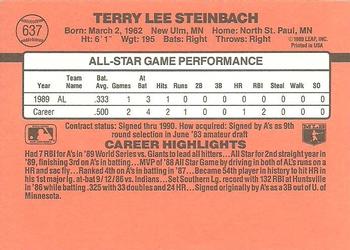 637
TERRY LEE STEINBACH
©1989 LEAF, INC.
Printed in USA
Born: March 2, 1962 New Ulm, MN Home: North St. Paul, MN
Ht: 6'1" Wgt: 195 Bats: Right Throws: Right
ALL-STAR GAME PERFORMANCE
Year Team Name Bat. Avg. Games At Bat Hits Runs 2B 3B HR RBI Steal Walk SO
1989 AL .333 1 3 1 0 0 0 0 0 0 0 0
Career .500 2 4 2 1 0 0 1 2 0 0 0
Contract status: Signed thru 1990. How acquired: Signed by A's as 9th
round selection in June '83 amateur draft
CAREER HIGHLIGHTS
Had 7 RBI for A's in '89 World Series vs. Giants to lead all hitters... All Star for 2nd straight year in
'89, finishing 3rd on A's in batting... MVP of '88 All Star Game by driving in both of AL's runs on a
HR and sac fly... Ranked 4th on A's in batting in '87... Became 54th player in history to hit HR in
his 1st major league at-bat 9/12/86 vs. Indians... Set Southern Lg. record with 132 RBI at Huntsville
in '86 while batting .325 with 33 doubles and 24 HR... Signed originally by A's as a 3B out of U. of
Minnesota.